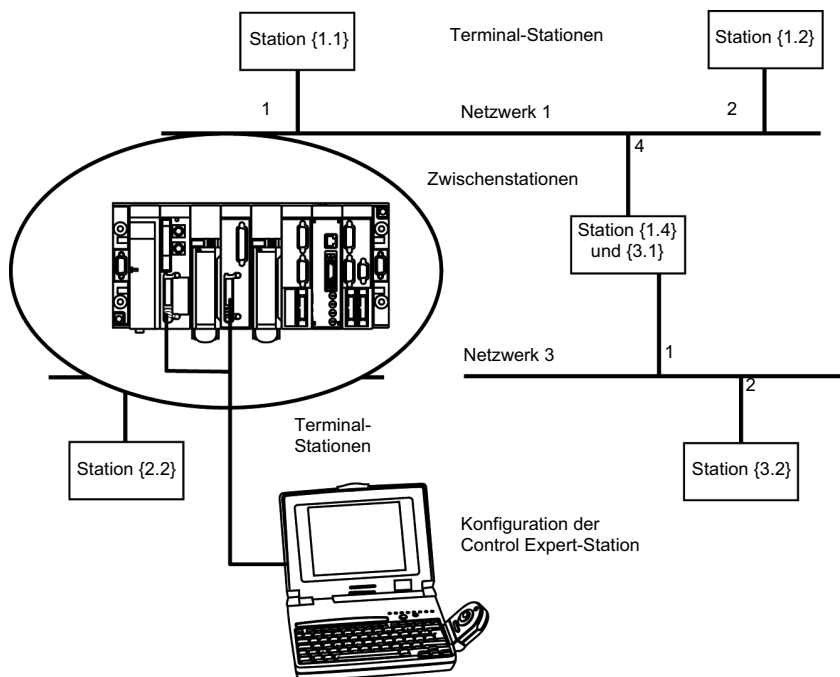 Station {1.1}
Terminal-Stationen
Station {1.2}
1
Netzwerk 1
2
4
Zwischenstationen
Station {1.4}
und {3.1}
Netzwerk 3
1
2
Terminal-
Stationen
Station {2.2}
Station {3.2}
Konfiguration der
Control Expert-Station